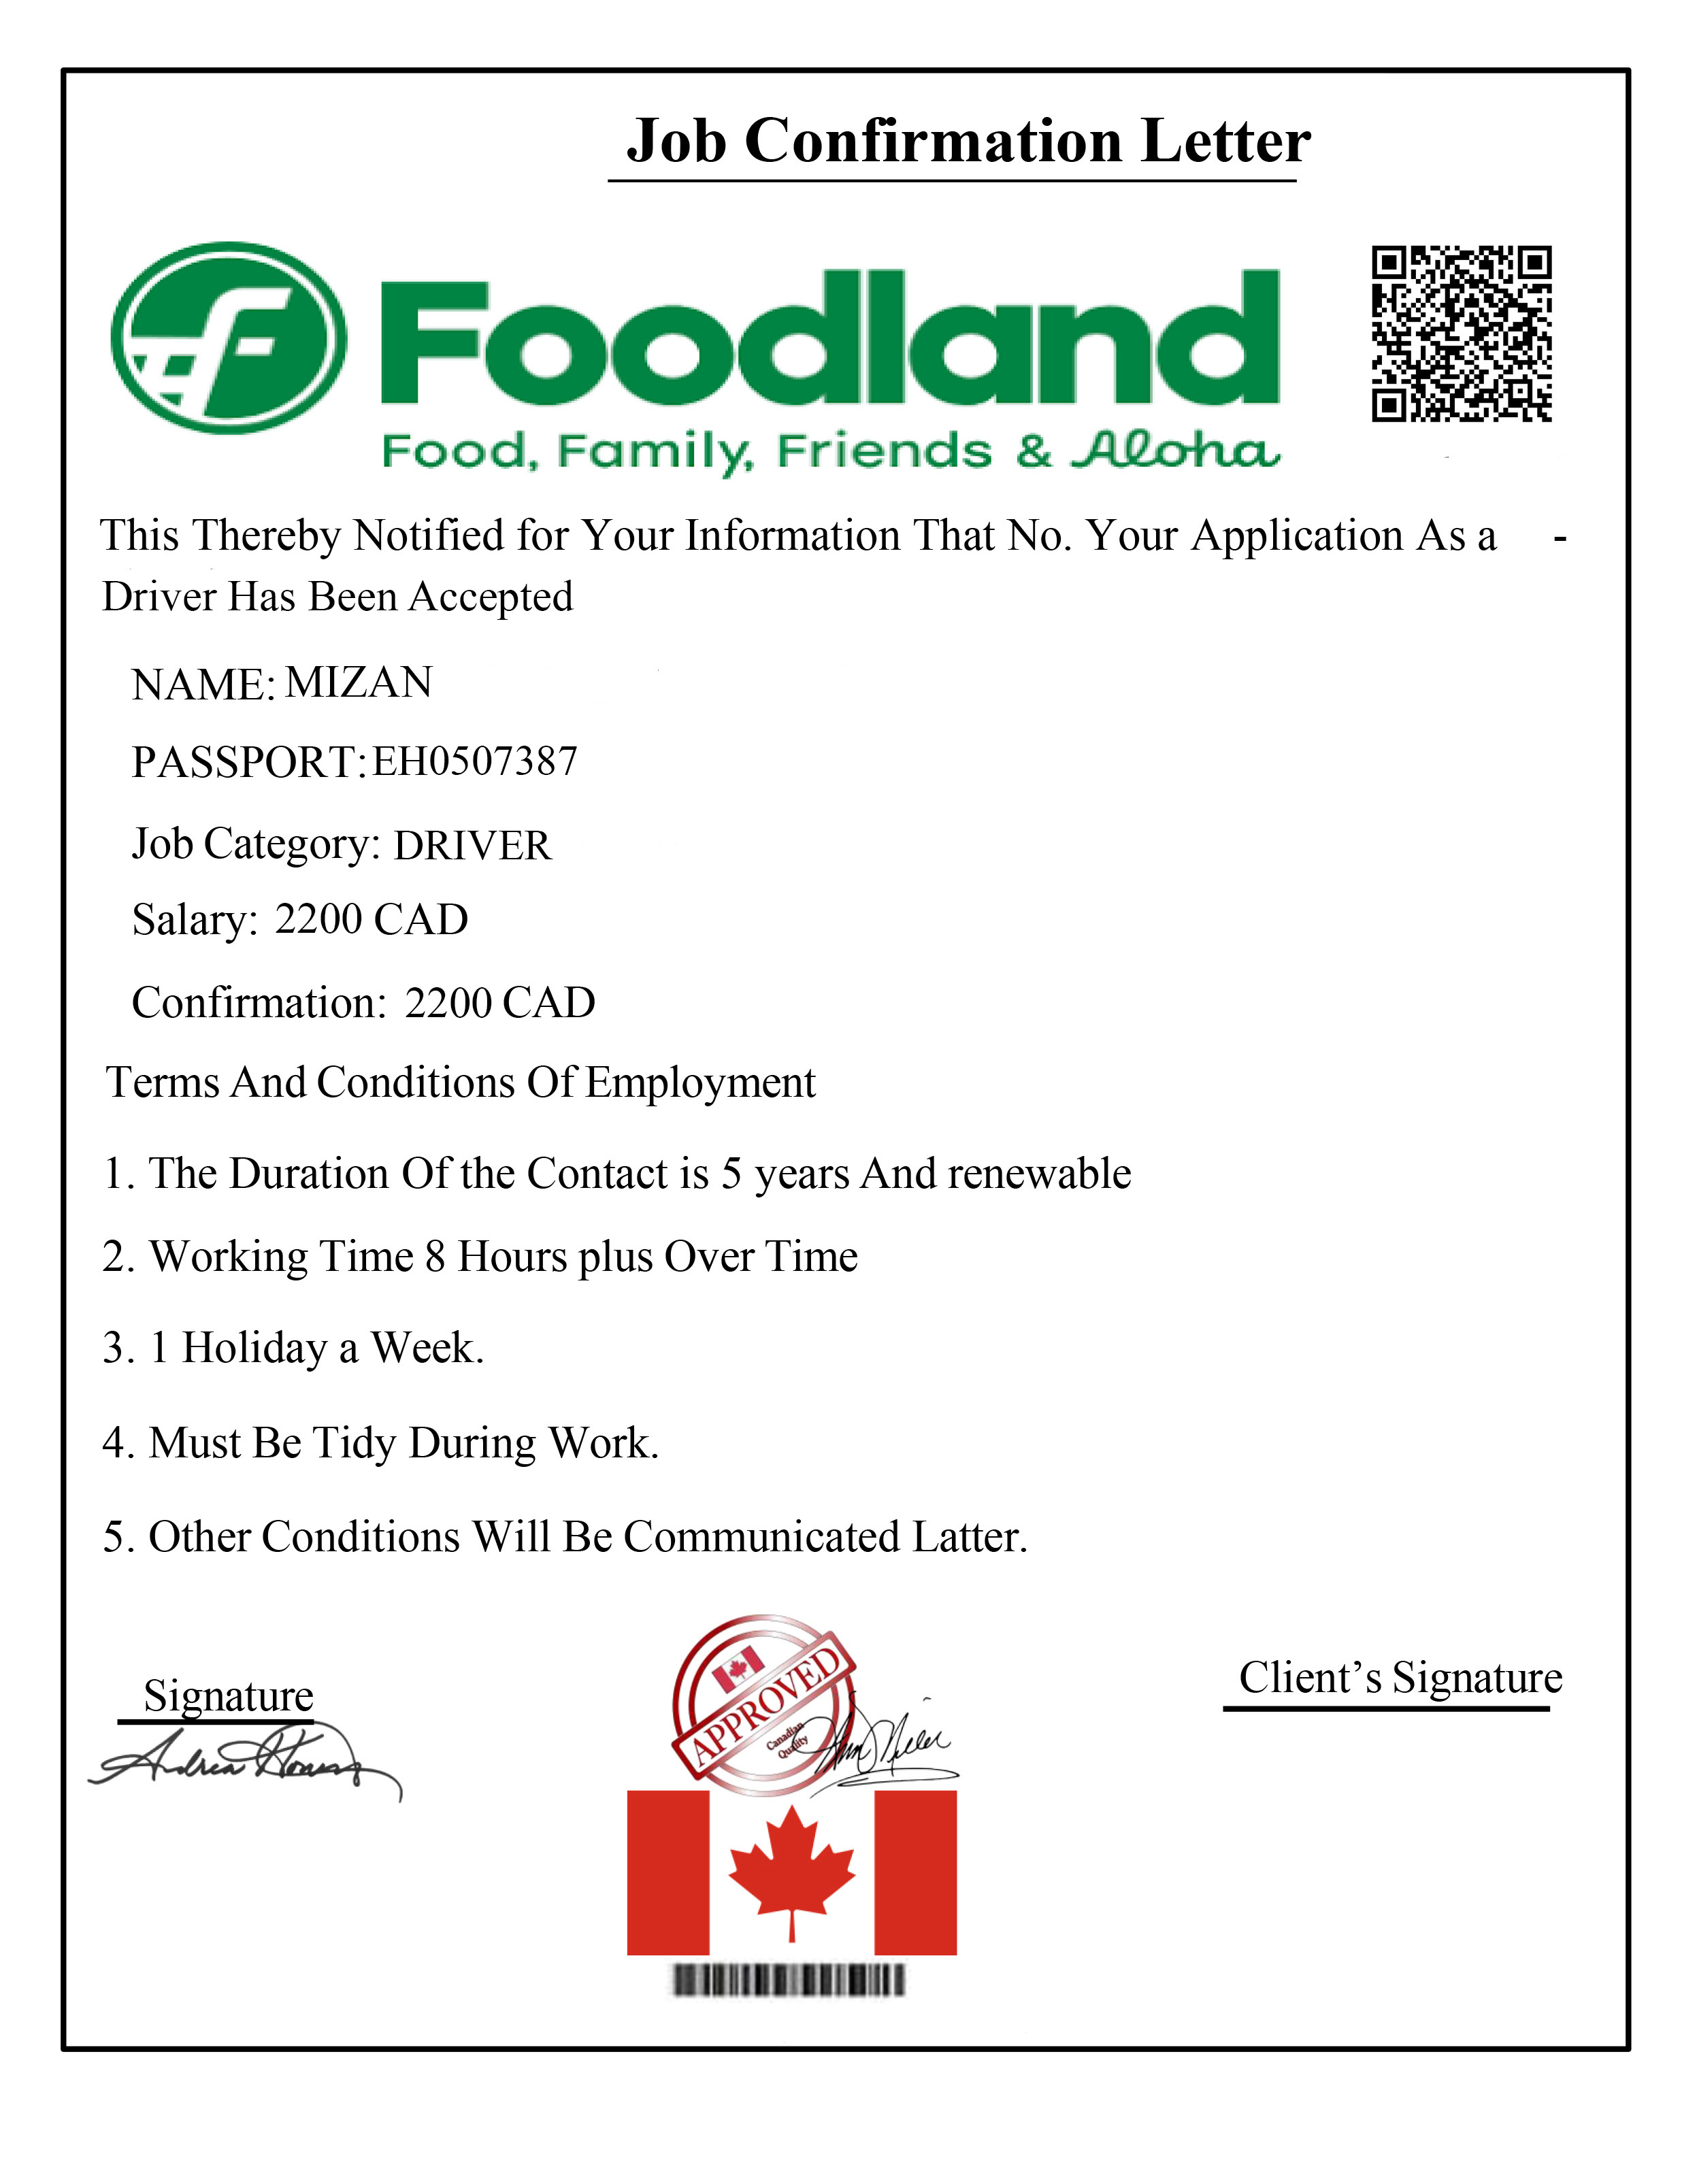 Job Confirmation Letter
Foodland
Food, Family, Friends & Aloha
This Thereby Notified for Your Information That No. Your Application As a -
Driver Has Been Accepted
NAME: MIZAN
PASSPORT: EH0507387
Job Category: DRIVER
Salary: 2200 CAD
Confirmation: 2200 CAD
Terms And Conditions Of Employment
1. The Duration Of the Contact is 5 years And renewable
2. Working Time 8 Hours plus Over Time
3. 1 Holiday a Week.
4. Must Be Tidy During Work.
5. Other Conditions Will Be Communicated Latter.
Signature
APPROVED
Canadian
Quality
Client’s Signature